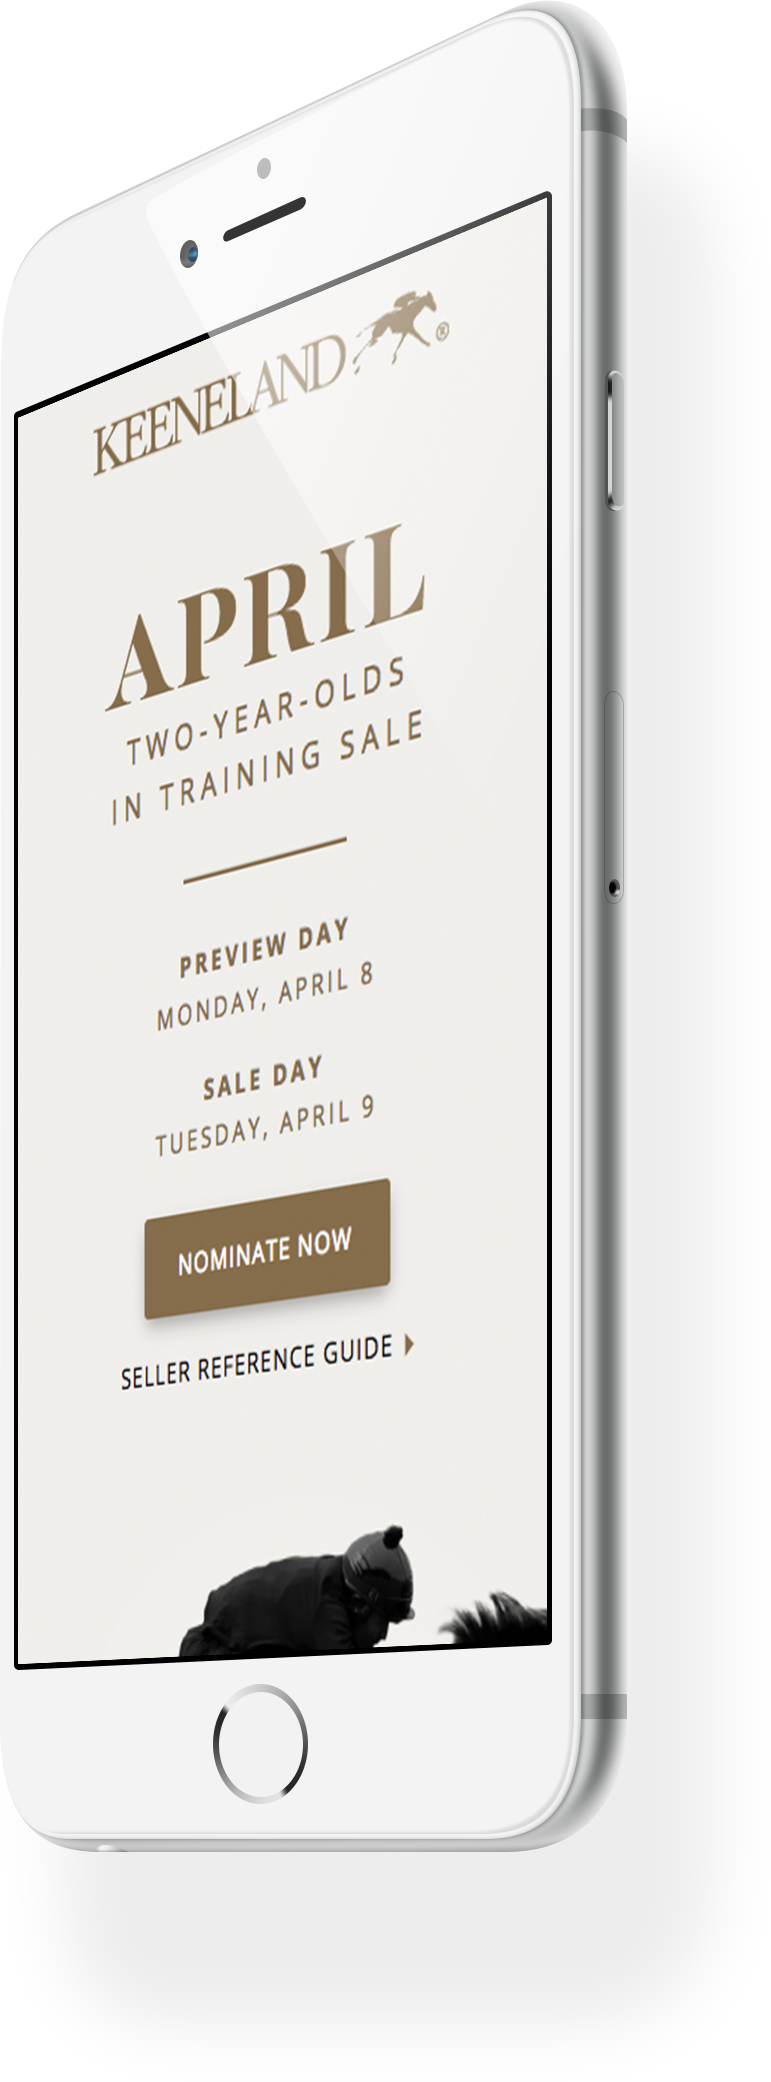 KEENELAND®
APRIL
TWO-YEAR-OLDS
IN TRAINING SALE
PREVIEW DAY
MONDAY, APRIL 8
SALE DAY
TUESDAY, APRIL 9
NOMINATE NOW
SELLER REFERENCE GUIDE